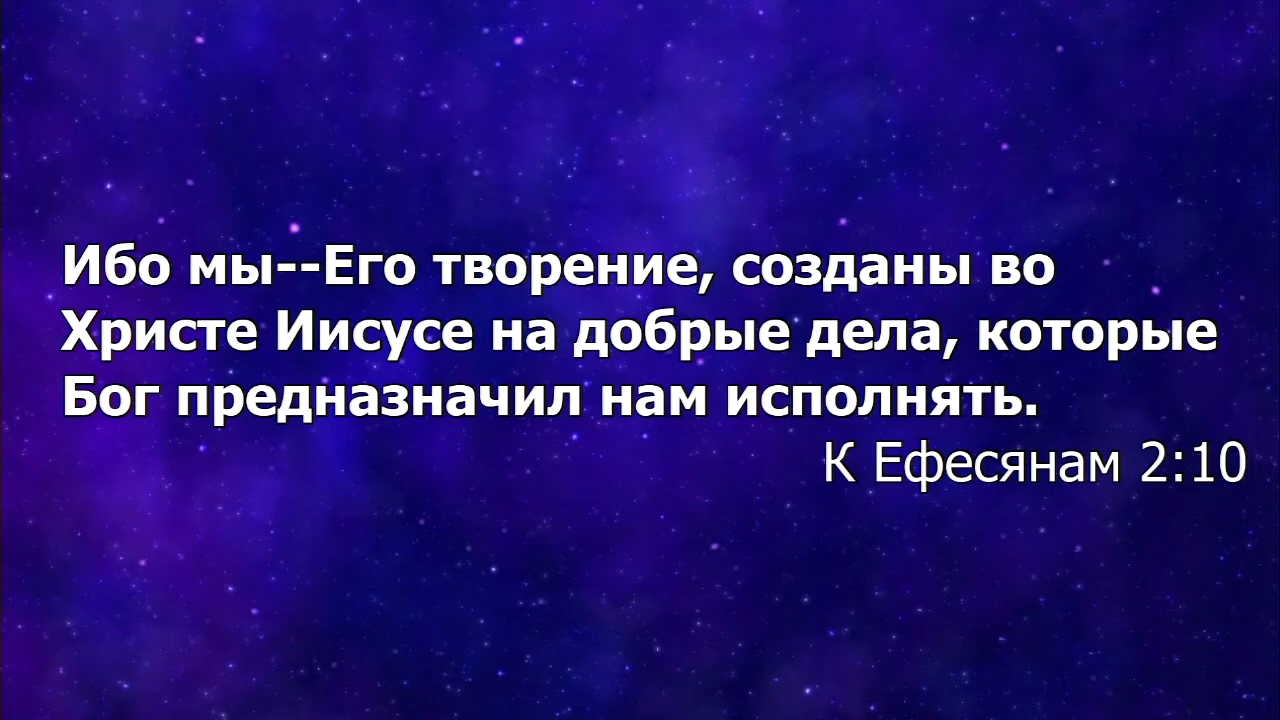 Ибо мы--Его творение, созданы во
Христе Иисусе на добрые дела, которые
Бог предназначил нам исполнять.
К Ефесянам 2:10